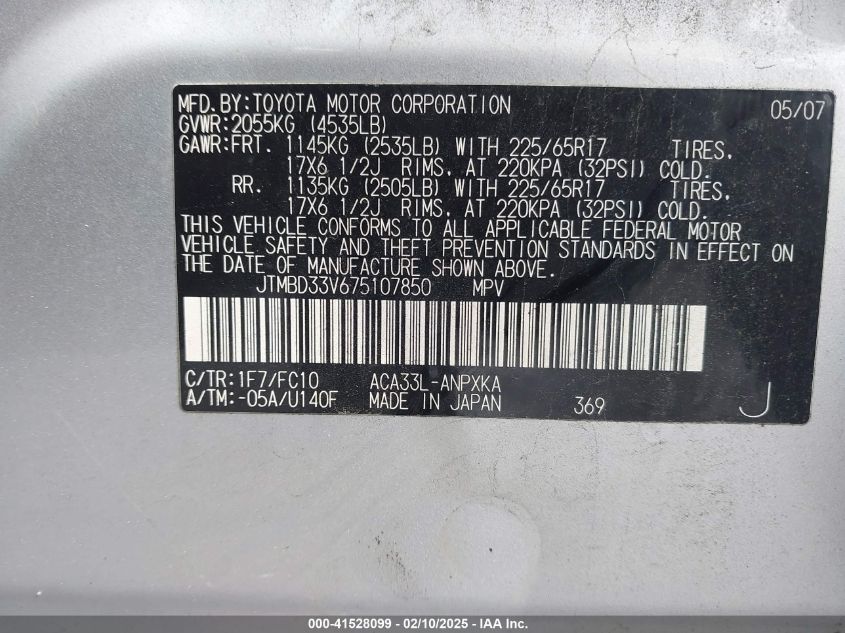 MFD.BY:TOYOTA MOTOR CORPORATION 05/07
GVWR:2055KG (4535LB)
GAWR:FRT. 1145KG (2535LB) WITH 225/65R17 TIRES,
17X6 1/2J RIMS, AT 220KPA (32PSI) COLD.
RR. 1135KG (2505LB) WITH 225/65R17 TIRES,
17X6 1/2J RIMS, AT 220KPA (32PSI) COLD.
THIS VEHICLE CONFORMS TO ALL APPLICABLE FEDERAL MOTOR
VEHICLE SAFETY AND THEFT PREVENTION STANDARDS IN EFFECT ON
THE DATE OF MANUFACTURE SHOWN ABOVE.
JTMBD33V675107850 MPV
C/TR:1F7/FC10 ACA33L-ANPXKA
A/TM:-05A/U140F MADE IN JAPAN 369 J
000-41528099 — 02/10/2025 — IAA Inc.